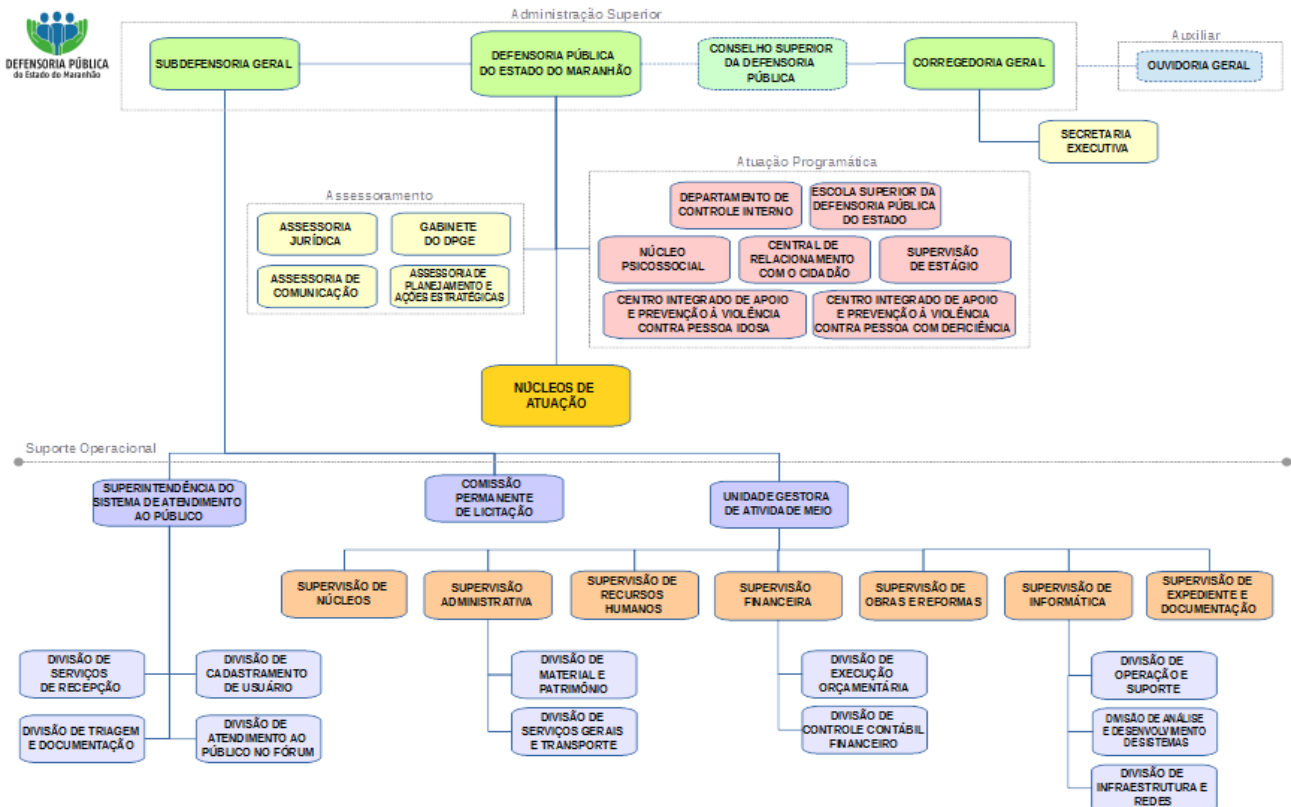 DEFENSORIA PÚBLICA
do Estado do Maranhão
Administração Superior
SUBDEFENSORIA GERAL
DEFENSORIA PÚBLICA
DO ESTADO DO MARANHÃO
CONSELHO SUPERIOR
DA DEFENSORIA
PÚBLICA
CORREGEDORIA GERAL
Auxiliar
OUVIDORIA GERAL
SECRETARIA
EXECUTIVA
Assessoramento
ASSESSORIA
JURÍDICA
GABINETE
DO DPGE
ASSESSORIA DE
COMUNICAÇÃO
ASSESSORIA DE
PLANEJAMENTO E
AÇÕES ESTRATÉGICAS
Atuação Programática
DEPARTAMENTO DE
CONTROLE INTERNO
ESCOLA SUPERIOR DA
DEFENSORIA PÚBLICA
DO ESTADO
NÚCLEO
PSICOSSOCIAL
CENTRAL DE
RELACIONAMENTO
COM O CIDADÃO
SUPERVISÃO
DE ESTÁGIO
CENTRO INTEGRADO DE APOIO
E PREVENÇÃO À VIOLÊNCIA
CONTRA PESSOA IDOSA
CENTRO INTEGRADO DE APOIO
E PREVENÇÃO À VIOLÊNCIA
CONTRA PESSOA COM DEFICIÊNCIA
NÚCLEOS DE
ATUAÇÃO
Suporte Operacional
SUPERINTENDÊNCIA DO
SISTEMA DE ATENDIMENTO
AO PÚBLICO
COMISSÃO
PERMANENTE
DE LICITAÇÃO
UNIDADE GESTORA
DE ATIVIDADE MEIO
SUPERVISÃO DE
NÚCLEOS
SUPERVISÃO
ADMINISTRATIVA
SUPERVISÃO DE
RECURSOS
HUMANOS
SUPERVISÃO
FINANCEIRA
SUPERVISÃO DE
OBRAS E REFORMAS
SUPERVISÃO DE
INFORMÁTICA
SUPERVISÃO DE
EXPEDIENTE E
DOCUMENTAÇÃO
DIVISÃO DE
SERVIÇOS
DE RECEPÇÃO
DIVISÃO DE
CADASTRAMENTO
DE USUÁRIO
DIVISÃO DE TRIAGEM
E DOCUMENTAÇÃO
DIVISÃO DE
ATENDIMENTO AO
PÚBLICO NO FÓRUM
DIVISÃO DE
MATERIAL E
PATRIMÔNIO
DIVISÃO DE
SERVIÇOS GERAIS
E TRANSPORTE
DIVISÃO DE
EXECUÇÃO
ORÇAMENTÁRIA
DIVISÃO DE
CONTROLE CONTÁBIL
FINANCEIRO
DIVISÃO DE
OPERAÇÃO E
SUPORTE
DIVISÃO DE ANÁLISE
E DESENVOLVIMENTO
DE SISTEMAS
DIVISÃO DE
INFRAESTRUTURA E
REDES